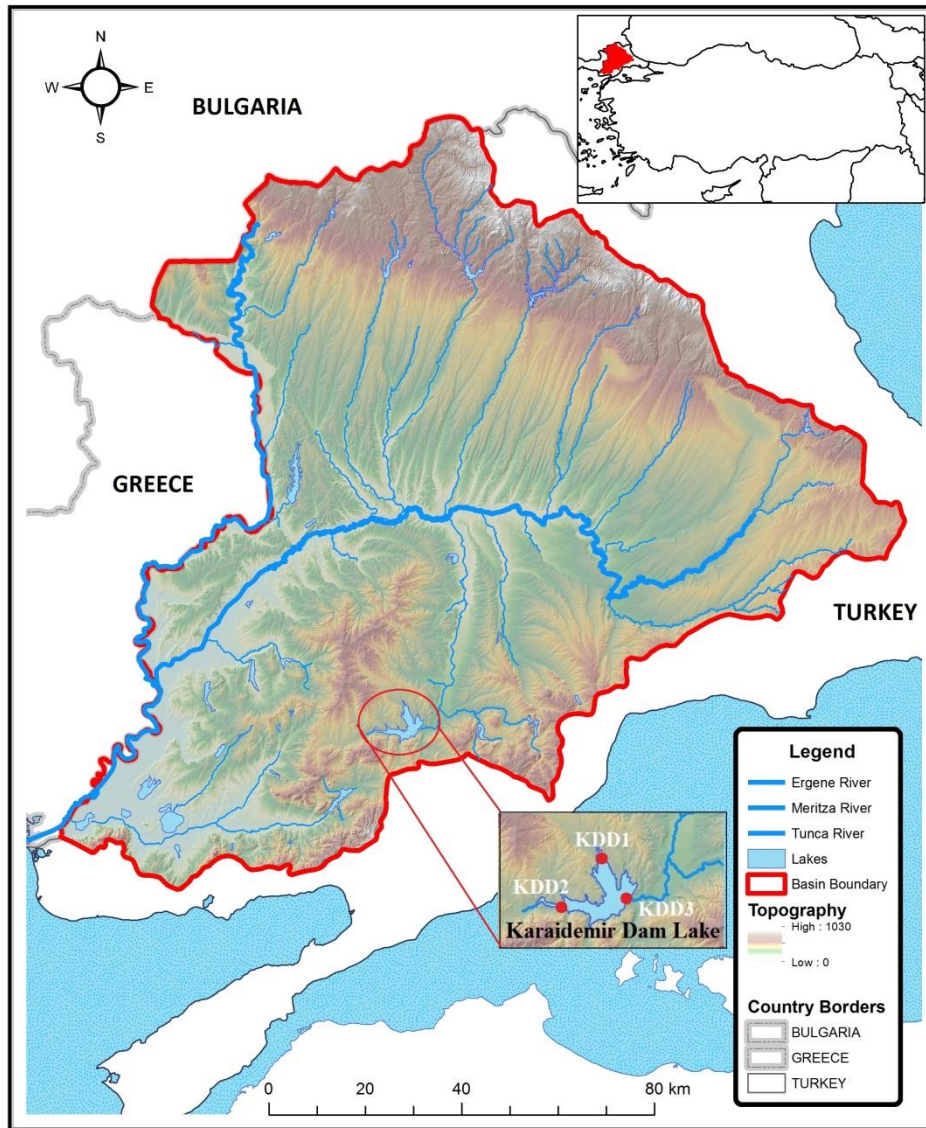 N
W
E
S
BULGARIA
GREECE
TURKEY
KDD1
KDD2
KDD3
Karaidemir Dam Lake
Legend
Ergene River
Meritza River
Tunca River
Lakes
Basin Boundary
Topography
High : 1030
Low : 0
Country Borders
BULGARIA
GREECE
TURKEY
0 20 40 80 km